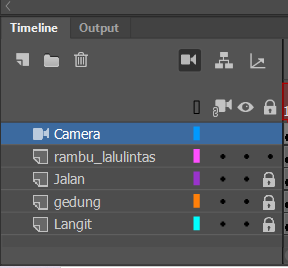 Timeline Output
Camera
rambu_lalulintas
Jalan
gedung
Langit